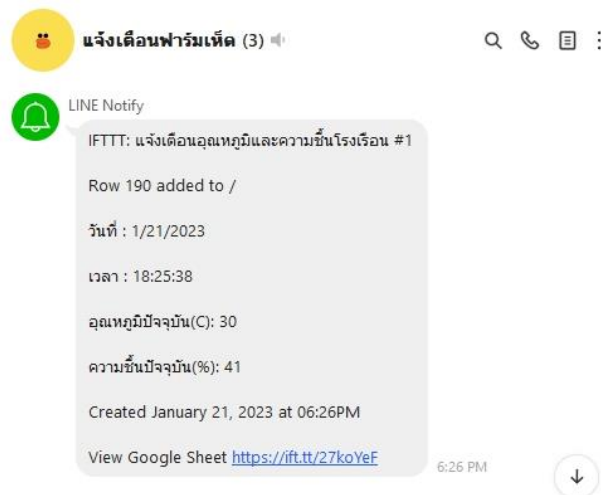 แจ้งเตือนฟาร์มเห็ด (3)
LINE Notify
IFTTT: แจ้งเตือนอุณหภูมิและความชื้นโรงเรือน #1
Row 190 added to /
วันที่ : 1/21/2023
เวลา : 18:25:38
อุณหภูมิปัจจุบัน(C): 30
ความชื้นปัจจุบัน(%): 41
Created January 21, 2023 at 06:26PM
View Google Sheet https://ift.tt/27koYeF
6:26 PM